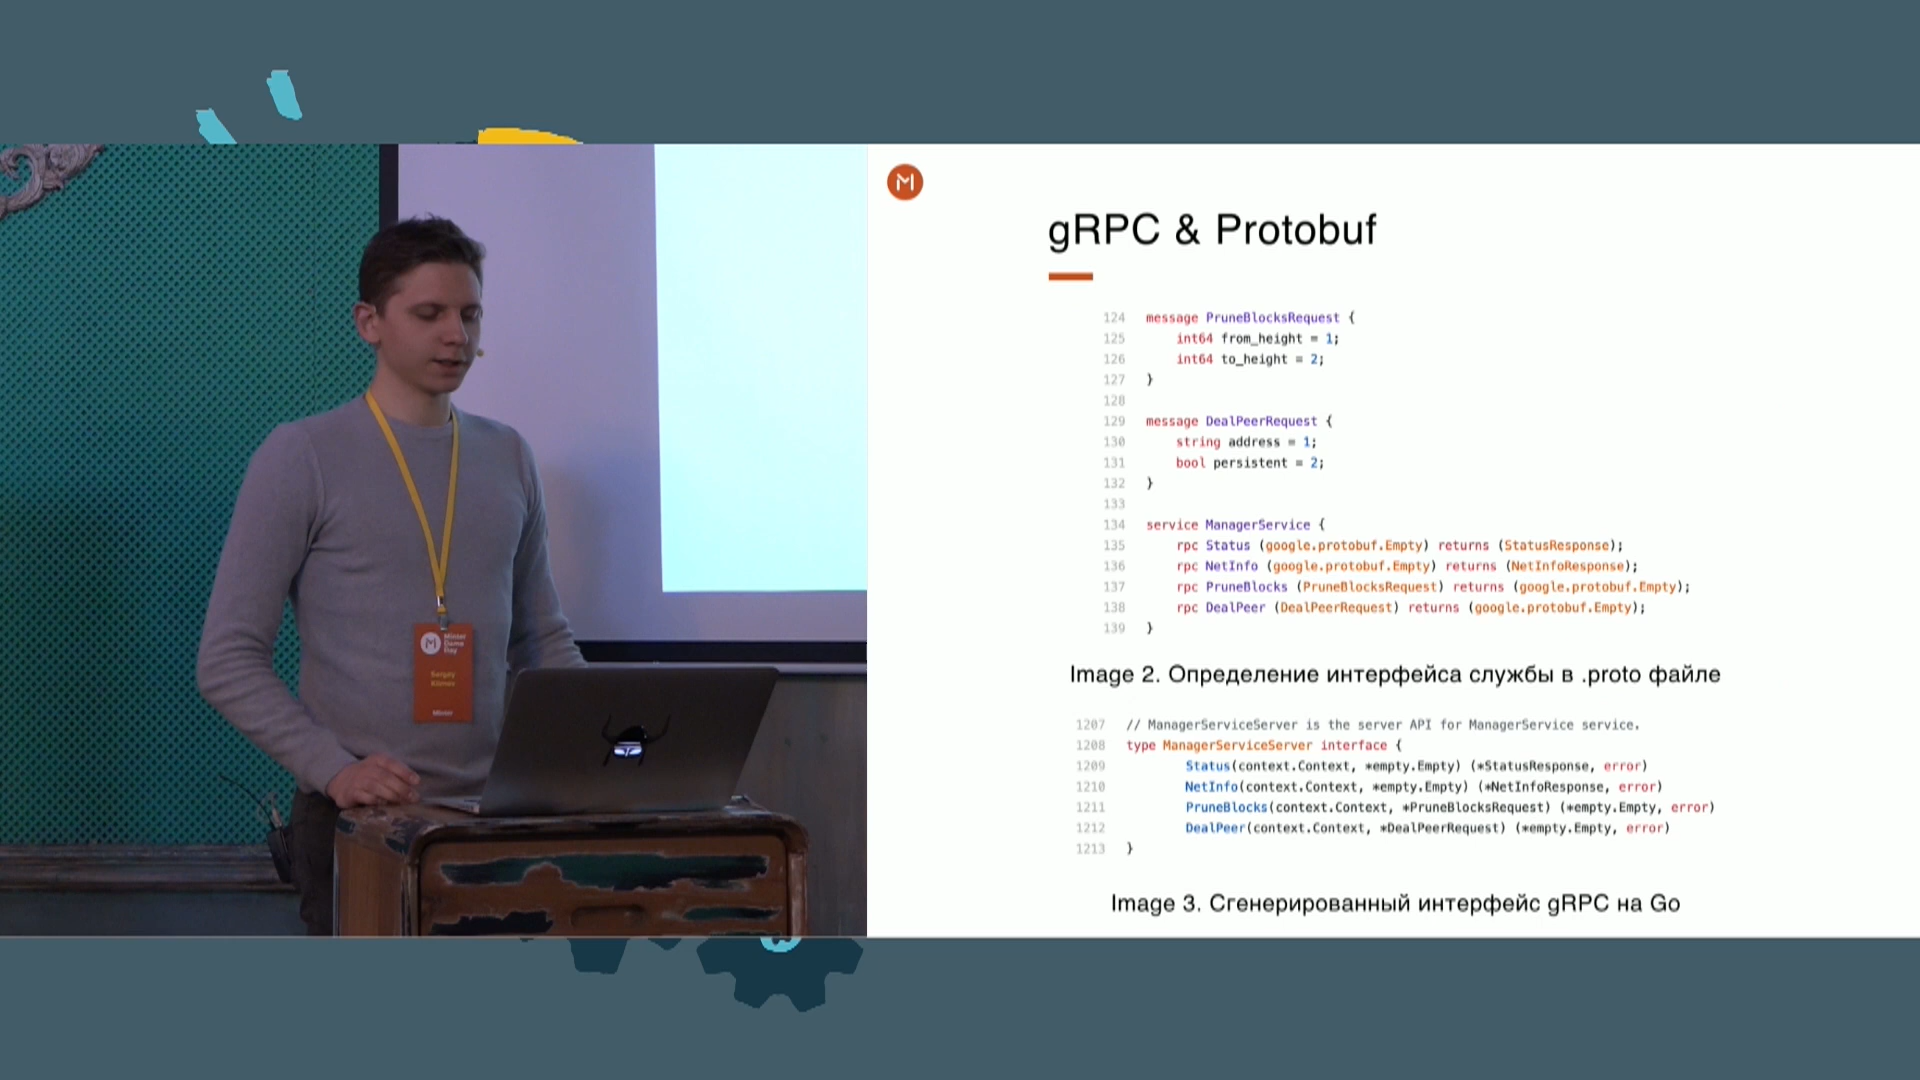 gRPC & Protobuf
124 message PruneBlocksRequest {
125 int64 from_height = 1;
126 int64 to_height = 2;
127 }
128
129 message DealPeerRequest {
130 string address = 1;
131 bool persistent = 2;
132 }
133
134 service ManagerService {
135 rpc Status (google.protobuf.Empty) returns (StatusResponse);
136 rpc NetInfo (google.protobuf.Empty) returns (NetInfoResponse);
137 rpc PruneBlocks (PruneBlocksRequest) returns (google.protobuf.Empty);
138 rpc DealPeer (DealPeerRequest) returns (google.protobuf.Empty);
139 }
Image 2. Определение интерфейса службы в .proto файле
1207 // ManagerServiceServer is the server API for ManagerService service.
1208 type ManagerServiceServer interface {
1209 Status(context.Context, *empty.Empty) (*StatusResponse, error)
1210 NetInfo(context.Context, *empty.Empty) (*NetInfoResponse, error)
1211 PruneBlocks(context.Context, *PruneBlocksRequest) (*empty.Empty, error)
1212 DealPeer(context.Context, *DealPeerRequest) (*empty.Empty, error)
1213 }
Image 3. Сгенерированный интерфейс gRPC на Go
Minter
Game
Day
Sergey
Klimov
Minter